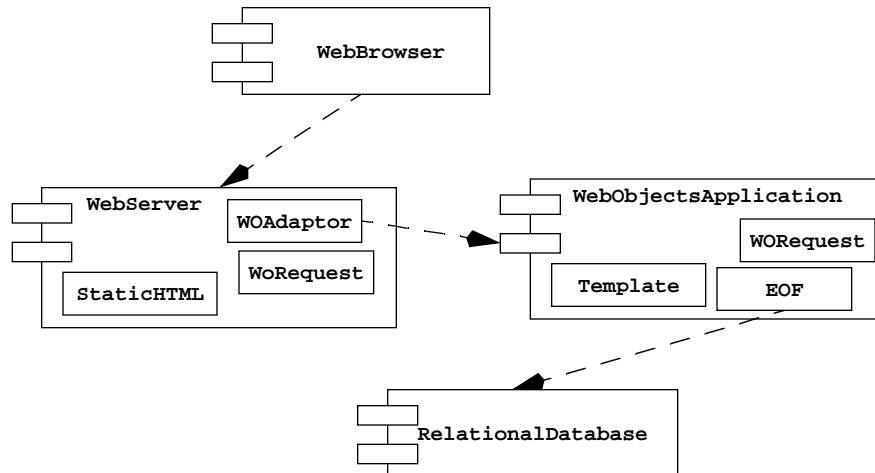 WebBrowser
WebServer
WOAdaptor
WoRequest
StaticHTML
WebObjectsApplication
WORequest
Template
EOF
RelationalDatabase